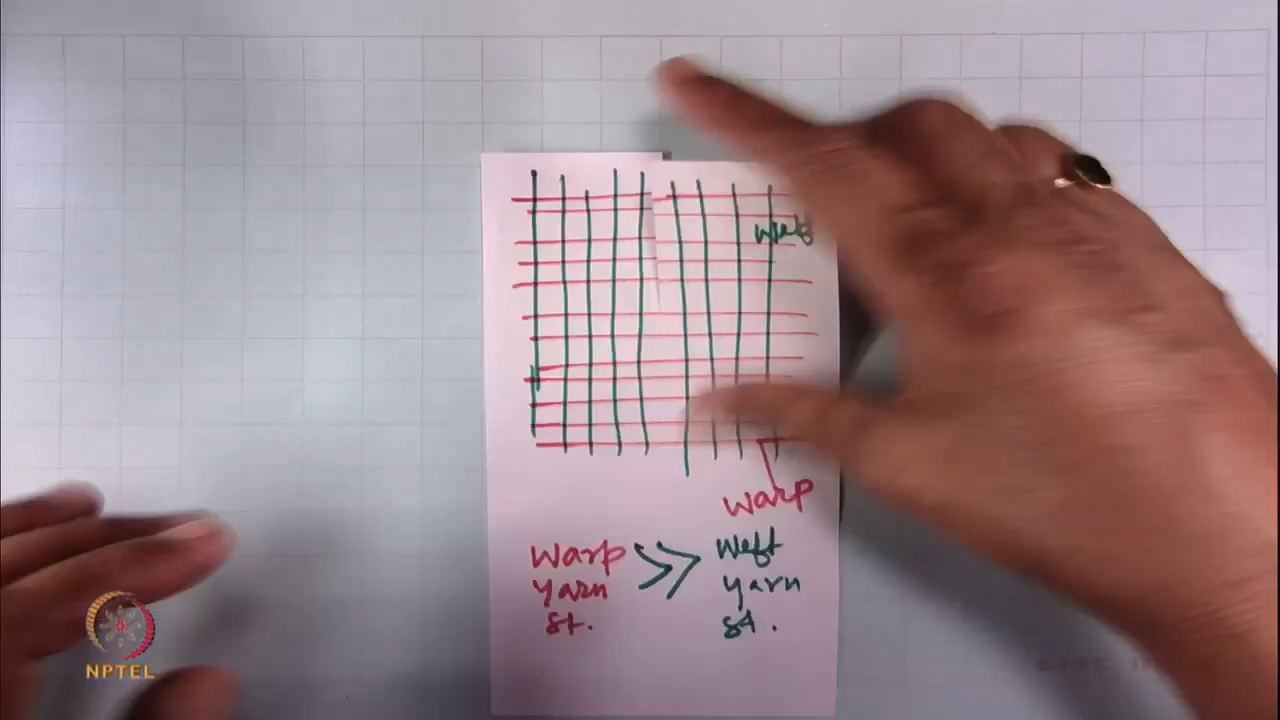 weft
warp
warp >> weft
yarn yarn
st. st.
NPTEL